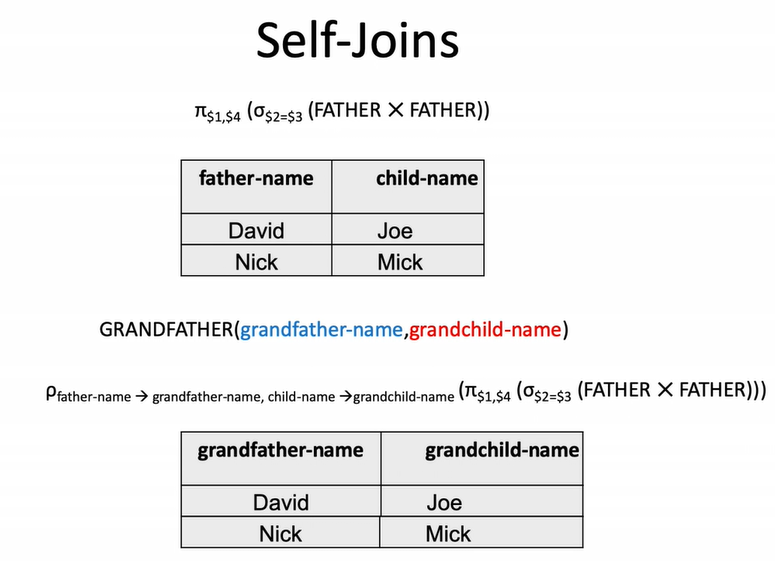 Self-Joins
π$1,$4 (σ$2=$3 (FATHER ✕ FATHER))
father-name child-name
David Joe
Nick Mick
GRANDFATHER(grandfather-name,grandchild-name)
ρfather-name → grandfather-name, child-name →grandchild-name (π$1,$4 (σ$2=$3 (FATHER ✕ FATHER)))
grandfather-name grandchild-name
David Joe
Nick Mick